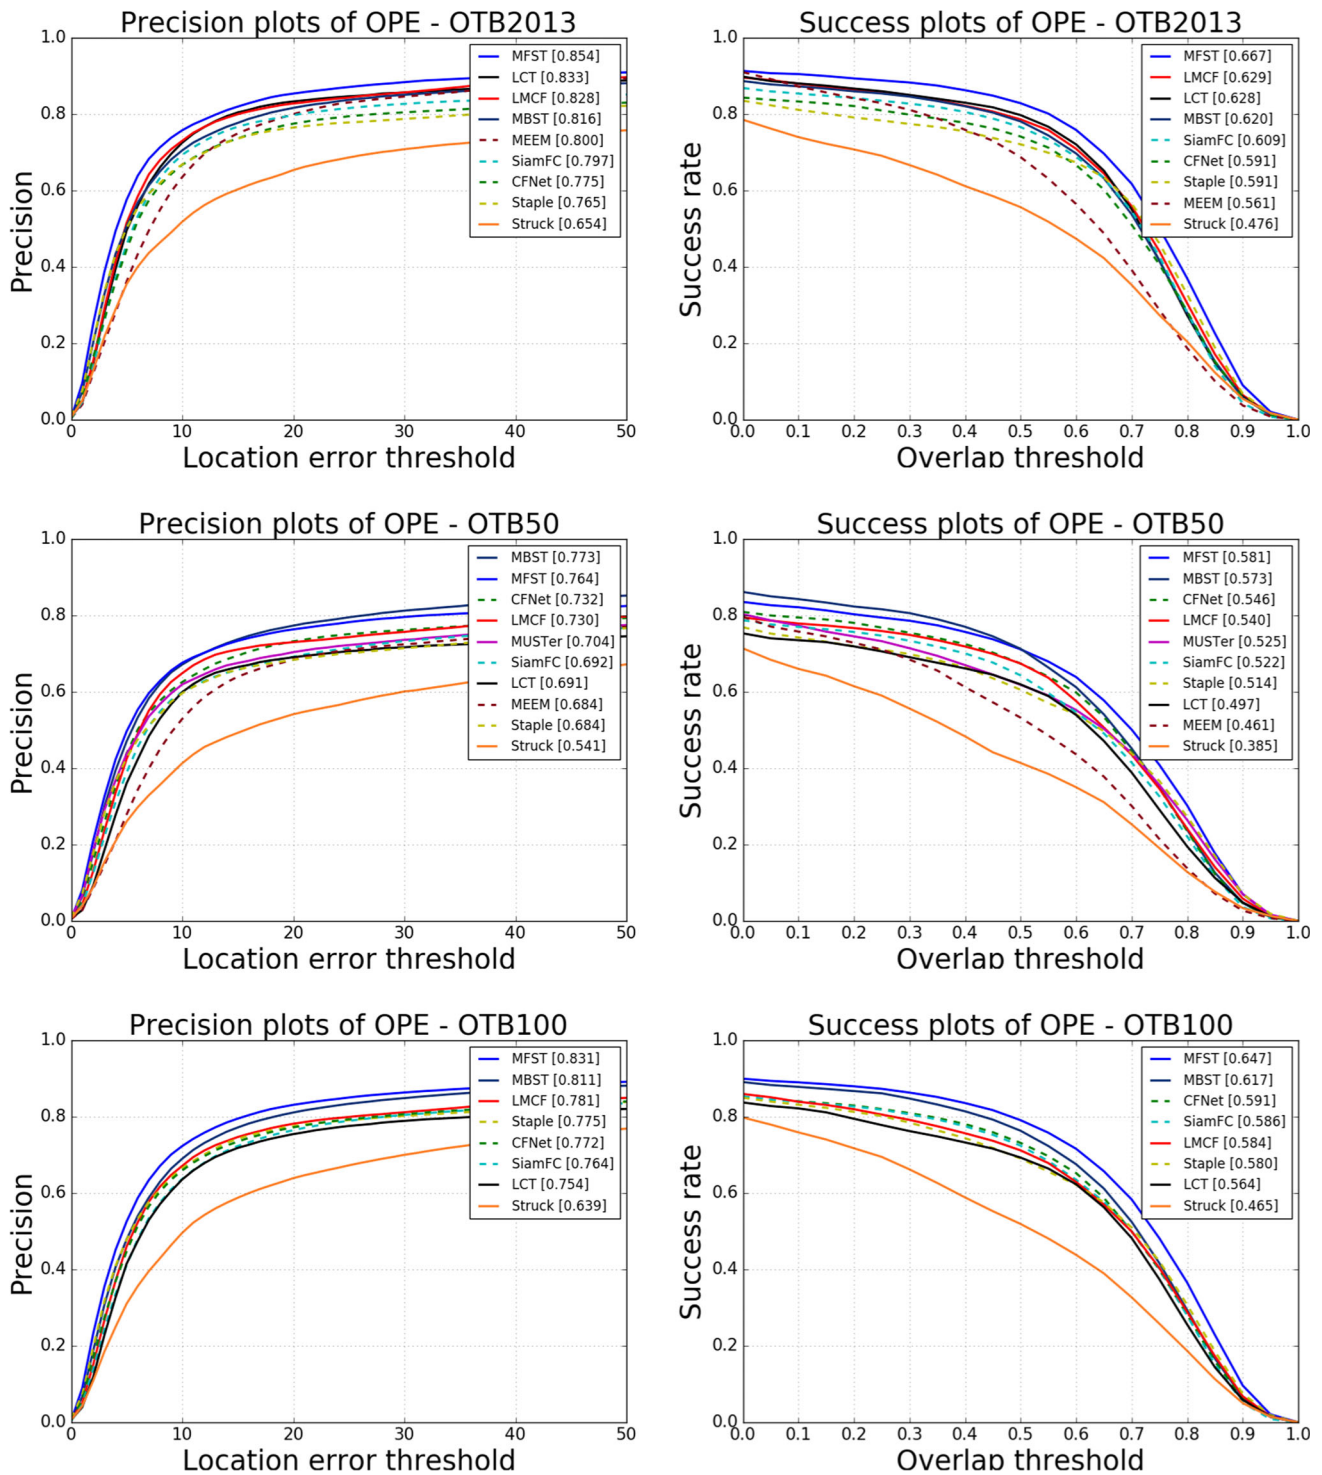 Precision plots of OPE - OTB2013
Precision
1.0
0.8
0.6
0.4
0.2
0.0
MFST [0.854]
LCT [0.833]
LMCF [0.828]
MBST [0.816]
MEEM [0.800]
SiamFC [0.797]
CFNet [0.775]
Staple [0.765]
Struck [0.654]
0 10 20 30 40 50
Location error threshold
Success plots of OPE - OTB2013
Success rate
1.0
0.8
0.6
0.4
0.2
0.0
MFST [0.667]
LMCF [0.629]
LCT [0.628]
MBST [0.620]
SiamFC [0.609]
CFNet [0.591]
Staple [0.591]
MEEM [0.561]
Struck [0.476]
0.0 0.1 0.2 0.3 0.4 0.5 0.6 0.7 0.8 0.9 1.0
Overlap threshold
Precision plots of OPE - OTB50
Precision
1.0
0.8
0.6
0.4
0.2
0.0
MBST [0.773]
MFST [0.764]
CFNet [0.732]
LMCF [0.730]
MUSTer [0.704]
SiamFC [0.692]
LCT [0.691]
MEEM [0.684]
Staple [0.684]
Struck [0.541]
0 10 20 30 40 50
Location error threshold
Success plots of OPE - OTB50
Success rate
1.0
0.8
0.6
0.4
0.2
0.0
MFST [0.581]
MBST [0.573]
CFNet [0.546]
LMCF [0.540]
MUSTer [0.525]
SiamFC [0.522]
Staple [0.514]
LCT [0.497]
MEEM [0.461]
Struck [0.385]
0.0 0.1 0.2 0.3 0.4 0.5 0.6 0.7 0.8 0.9 1.0
Overlap threshold
Precision plots of OPE - OTB100
Precision
1.0
0.8
0.6
0.4
0.2
0.0
MFST [0.831]
MBST [0.811]
LMCF [0.781]
Staple [0.775]
CFNet [0.772]
SiamFC [0.764]
LCT [0.754]
Struck [0.639]
0 10 20 30 40 50
Location error threshold
Success plots of OPE - OTB100
Success rate
1.0
0.8
0.6
0.4
0.2
0.0
MFST [0.647]
MBST [0.617]
CFNet [0.591]
SiamFC [0.586]
LMCF [0.584]
Staple [0.580]
LCT [0.564]
Struck [0.465]
0.0 0.1 0.2 0.3 0.4 0.5 0.6 0.7 0.8 0.9 1.0
Overlap threshold